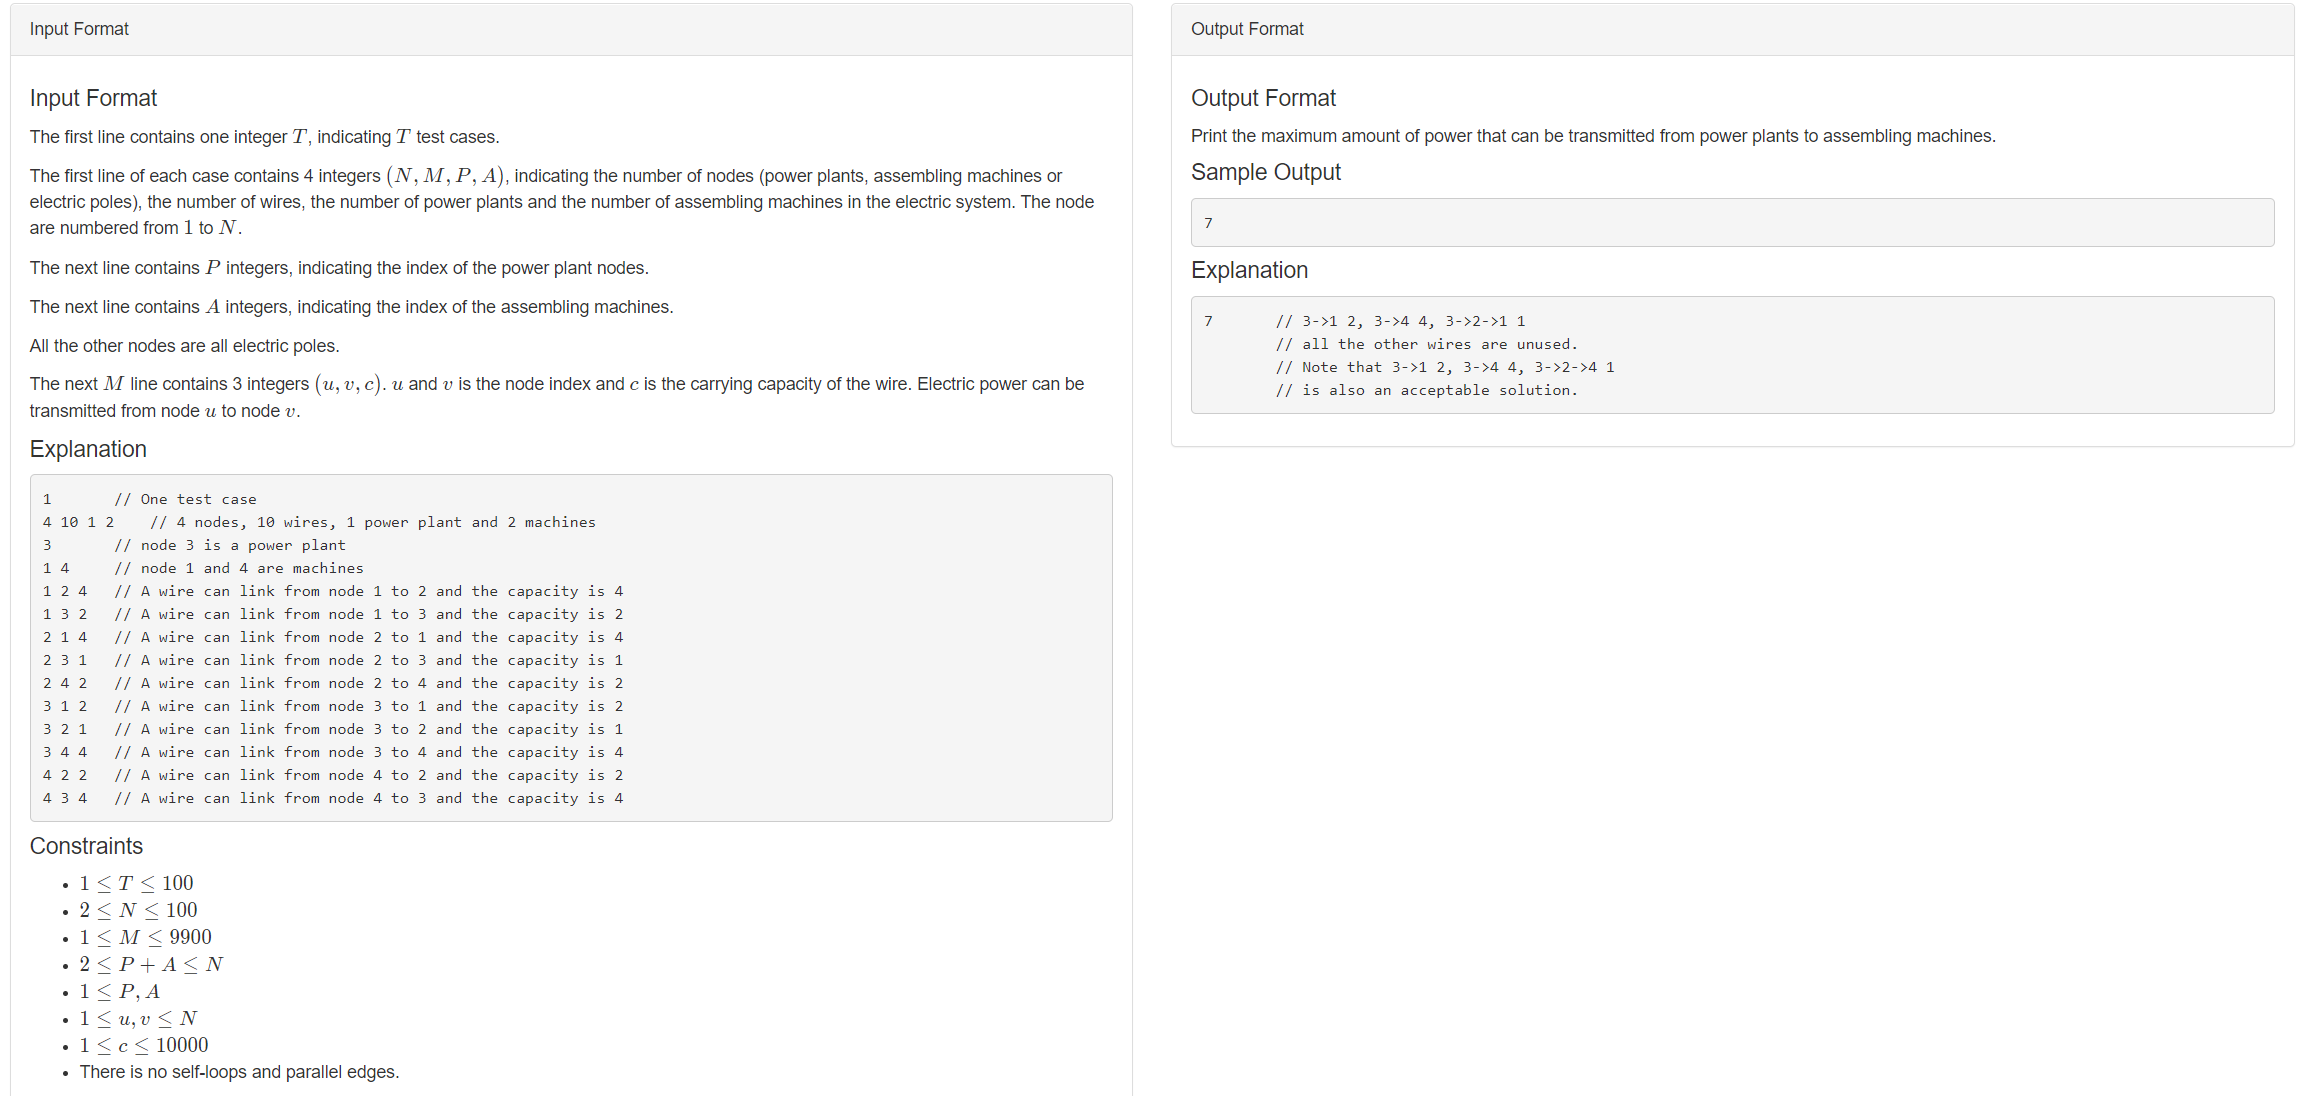 Input Format
Input Format
The first line contains one integer T, indicating T test cases.
The first line of each case contains 4 integers (N, M, P, A), indicating the number of nodes (power plants, assembling machines or
electric poles), the number of wires, the number of power plants and the number of assembling machines in the electric system. The node
are numbered from 1 to N.
The next line contains P integers, indicating the index of the power plant nodes.
The next line contains A integers, indicating the index of the assembling machines.
All the other nodes are all electric poles.
The next M line contains 3 integers (u, v, c). u and v is the node index and c is the carrying capacity of the wire. Electric power can be
transmitted from node u to node v.
Explanation
1 // One test case
4 10 1 2 // 4 nodes, 10 wires, 1 power plant and 2 machines
3 // node 3 is a power plant
1 4 // node 1 and 4 are machines
1 2 4 // A wire can link from node 1 to 2 and the capacity is 4
1 3 2 // A wire can link from node 1 to 3 and the capacity is 2
2 1 4 // A wire can link from node 2 to 1 and the capacity is 4
2 3 1 // A wire can link from node 2 to 3 and the capacity is 1
2 4 2 // A wire can link from node 2 to 4 and the capacity is 2
3 1 2 // A wire can link from node 3 to 1 and the capacity is 2
3 2 1 // A wire can link from node 3 to 2 and the capacity is 1
3 4 4 // A wire can link from node 3 to 4 and the capacity is 4
4 2 2 // A wire can link from node 4 to 2 and the capacity is 2
4 3 4 // A wire can link from node 4 to 3 and the capacity is 4
Constraints
• 1 ≤ T ≤ 100
• 2 ≤ N ≤ 100
• 1 ≤ M ≤ 9900
• 2 ≤ P + A ≤ N
• 1 ≤ P, A
• 1 ≤ u, v ≤ N
• 1 ≤ c ≤ 10000
• There is no self-loops and parallel edges.
Output Format
Output Format
Print the maximum amount of power that can be transmitted from power plants to assembling machines.
Sample Output
7
Explanation
7 // 3->1 2, 3->4 4, 3->2->1 1
// all the other wires are unused.
// Note that 3->1 2, 3->4 4, 3->2->4 1
// is also an acceptable solution.